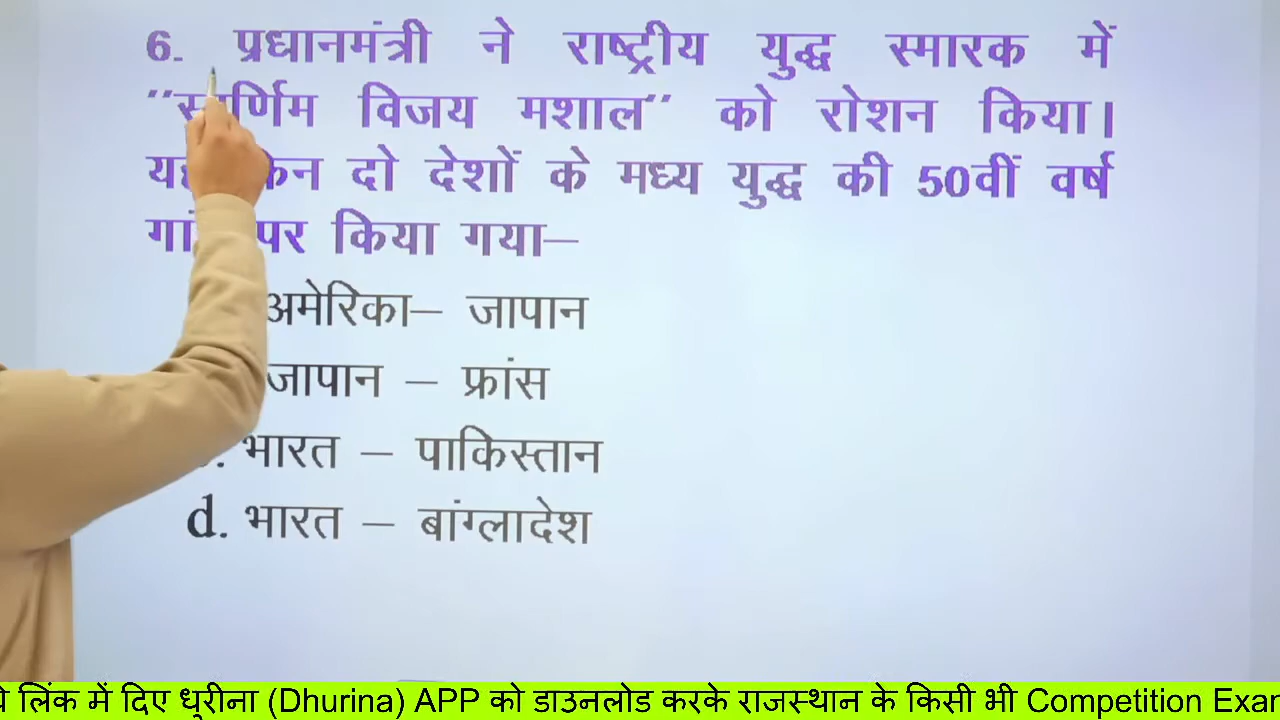 6. प्रधानमंत्री ने राष्ट्रीय युद्ध स्मारक में
विजय मशाल" को रोशन किया।
दो देशों के मध्य युद्ध की 50वीं वर्ष
पर किया गया–
अमेरिका– जापान
जापान – फ्रांस
भारत – पाकिस्तान
d. भारत – बांग्लादेश
लिंक में दिए धुरीना (Dhurina) APP को डाउनलोड करके राजस्थान के किसी भी Competition